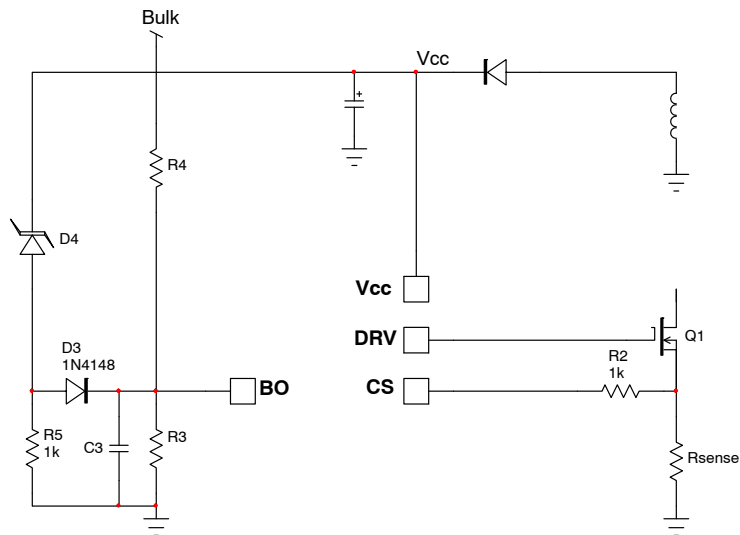 Bulk
Vcc
+
R4
D4
Vcc
DRV
Q1
D3
1N4148
BO
CS
R2
1k
R5
1k
C3
R3
Rsense